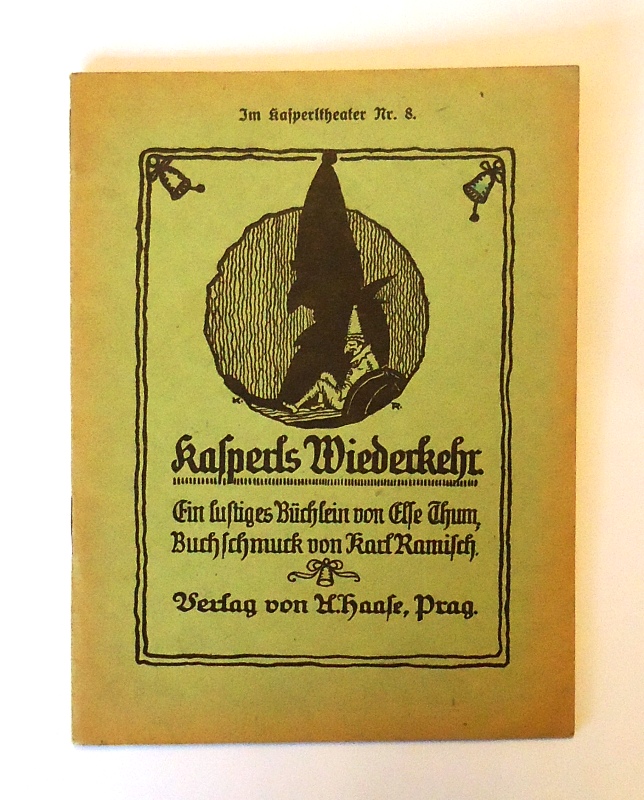 Im Kasperltheater Nr. 8.
K.
R.
Kasperls Wiederkehr.
Ein lustiges Büchlein von Else Thum,
Buchschmuck von Karl Ramisch.
Verlag von A. Haase, Prag.